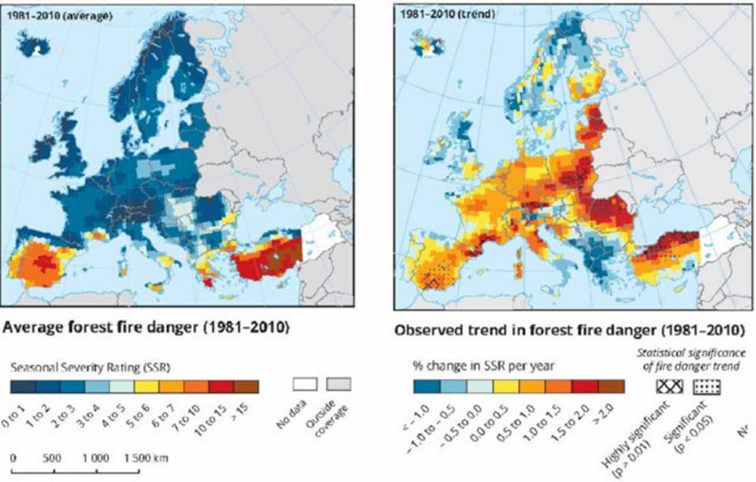 1981–2010 (average)
1981–2010 (trend)
Average forest fire danger (1981–2010)
Seasonal Severity Rating (SSR)
0 to 1
1 to 2
2 to 3
3 to 4
4 to 5
5 to 6
6 to 7
7 to 10
10 to 15
> 15
No data
Outside
coverage
0 500 1 000 1 500 km
Observed trend in forest fire danger (1981–2010)
% change in SSR per year
< – 1.0
–1.0 to – 0.5
– 0.5 to 0.0
0.0 to 0.5
0.5 to 1.0
1.0 to 1.5
1.5 to 2.0
> 2.0
Statistical significance
of fire danger trend
Highly significant
(p > 0.01)
Significant
(p < 0.05)